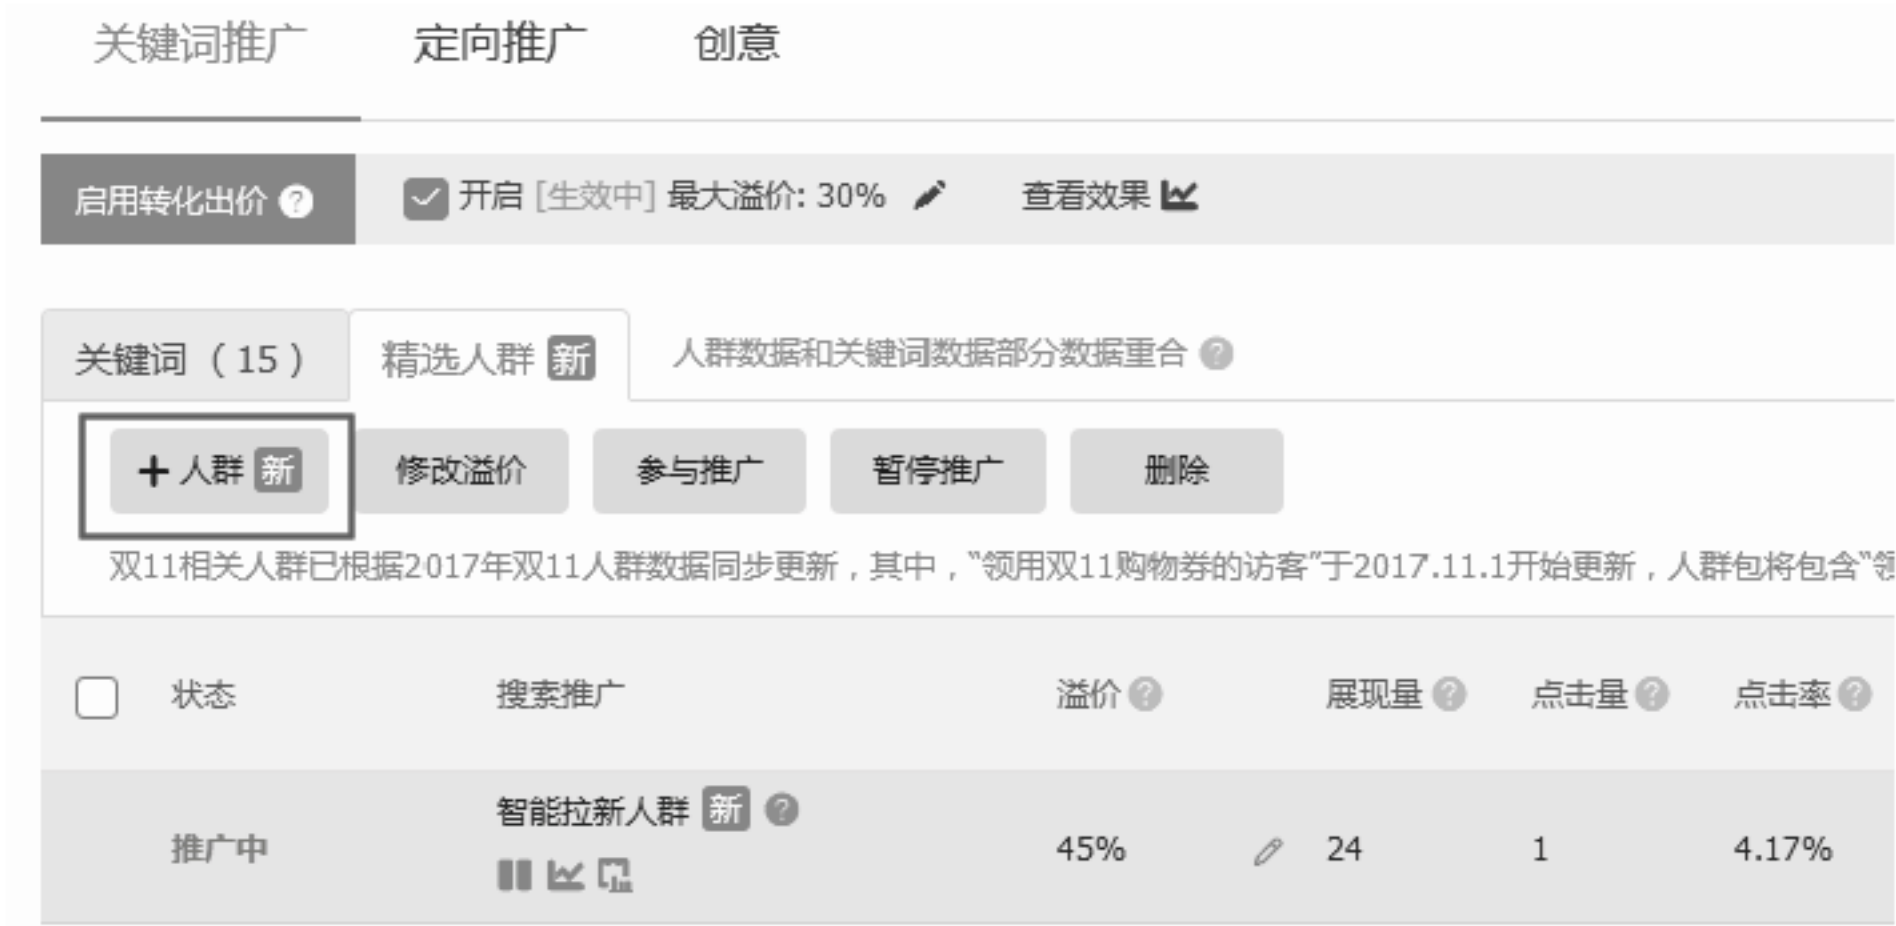 关键词推广 定向推广 创意
启用转化出价 ? 开启 [生效中] 最大溢价: 30% 查看效果
关键词 ( 15 ) 精选人群 新 人群数据和关键词数据部分数据重合 ?
+ 人群 新 修改溢价 参与推广 暂停推广 删除
双11相关人群已根据2017年双11人群数据同步更新，其中，“领用双11购物券的访客”于2017.11.1开始更新，人群包将包含“
状态 搜索推广 溢价 ? 展现量 ? 点击量 ? 点击率 ?
智能拉新人群 新 ?
推广中 45% 24 1 4.17%